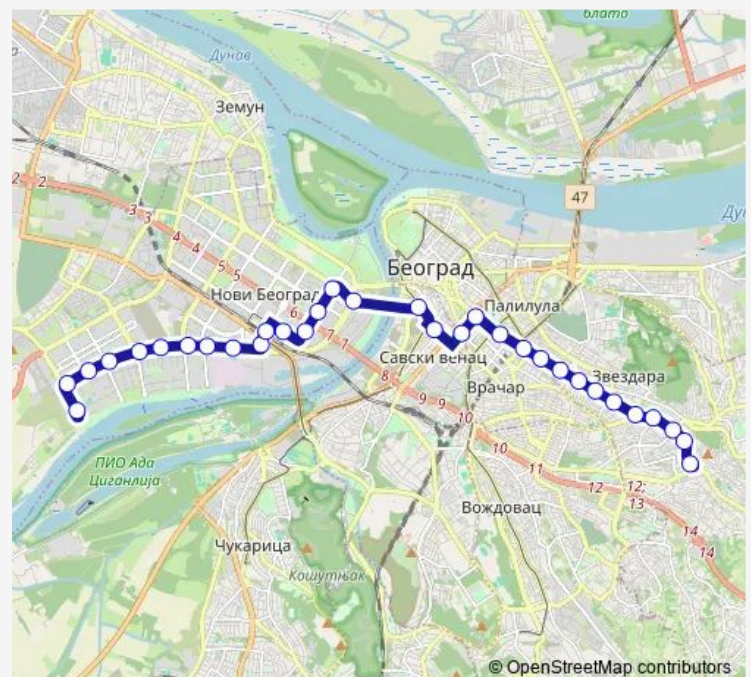 блато
Дунав
Земун
2
2
3
3
4
4
5
5
47
Београд
Нови Београд
6
Палилула
7
7
Савски венац
8
Звездара
Врачар
9
9
10
10
11
12
12
13
14
14
ПИО Ада
Циганлија
Вождовац
Чукарица
Кошутњак
© OpenStreetMap contributors